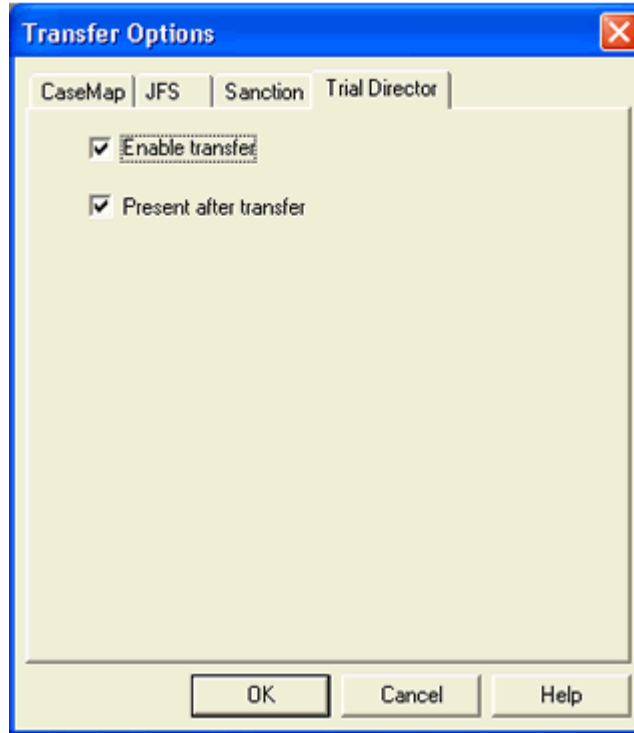 Transfer Options
CaseMap JFS Sanction Trial Director
Enable transfer
Present after transfer
OK Cancel Help